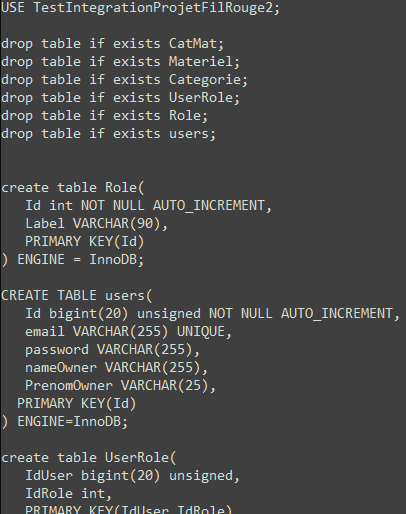 USE TestIntegrationProjetFilRouge2;
drop table if exists CatMat;
drop table if exists Materiel;
drop table if exists Categorie;
drop table if exists UserRole;
drop table if exists Role;
drop table if exists users;
create table Role(
Id int NOT NULL AUTO_INCREMENT,
Label VARCHAR(90),
PRIMARY KEY(Id)
) ENGINE = InnoDB;
CREATE TABLE users(
Id bigint(20) unsigned NOT NULL AUTO_INCREMENT,
email VARCHAR(255) UNIQUE,
password VARCHAR(255),
nameOwner VARCHAR(255),
PrenomOwner VARCHAR(25),
PRIMARY KEY(Id)
) ENGINE=InnoDB;
create table UserRole(
IdUser bigint(20) unsigned,
IdRole int,
PRIMARY KEY(IdUser,IdRole)